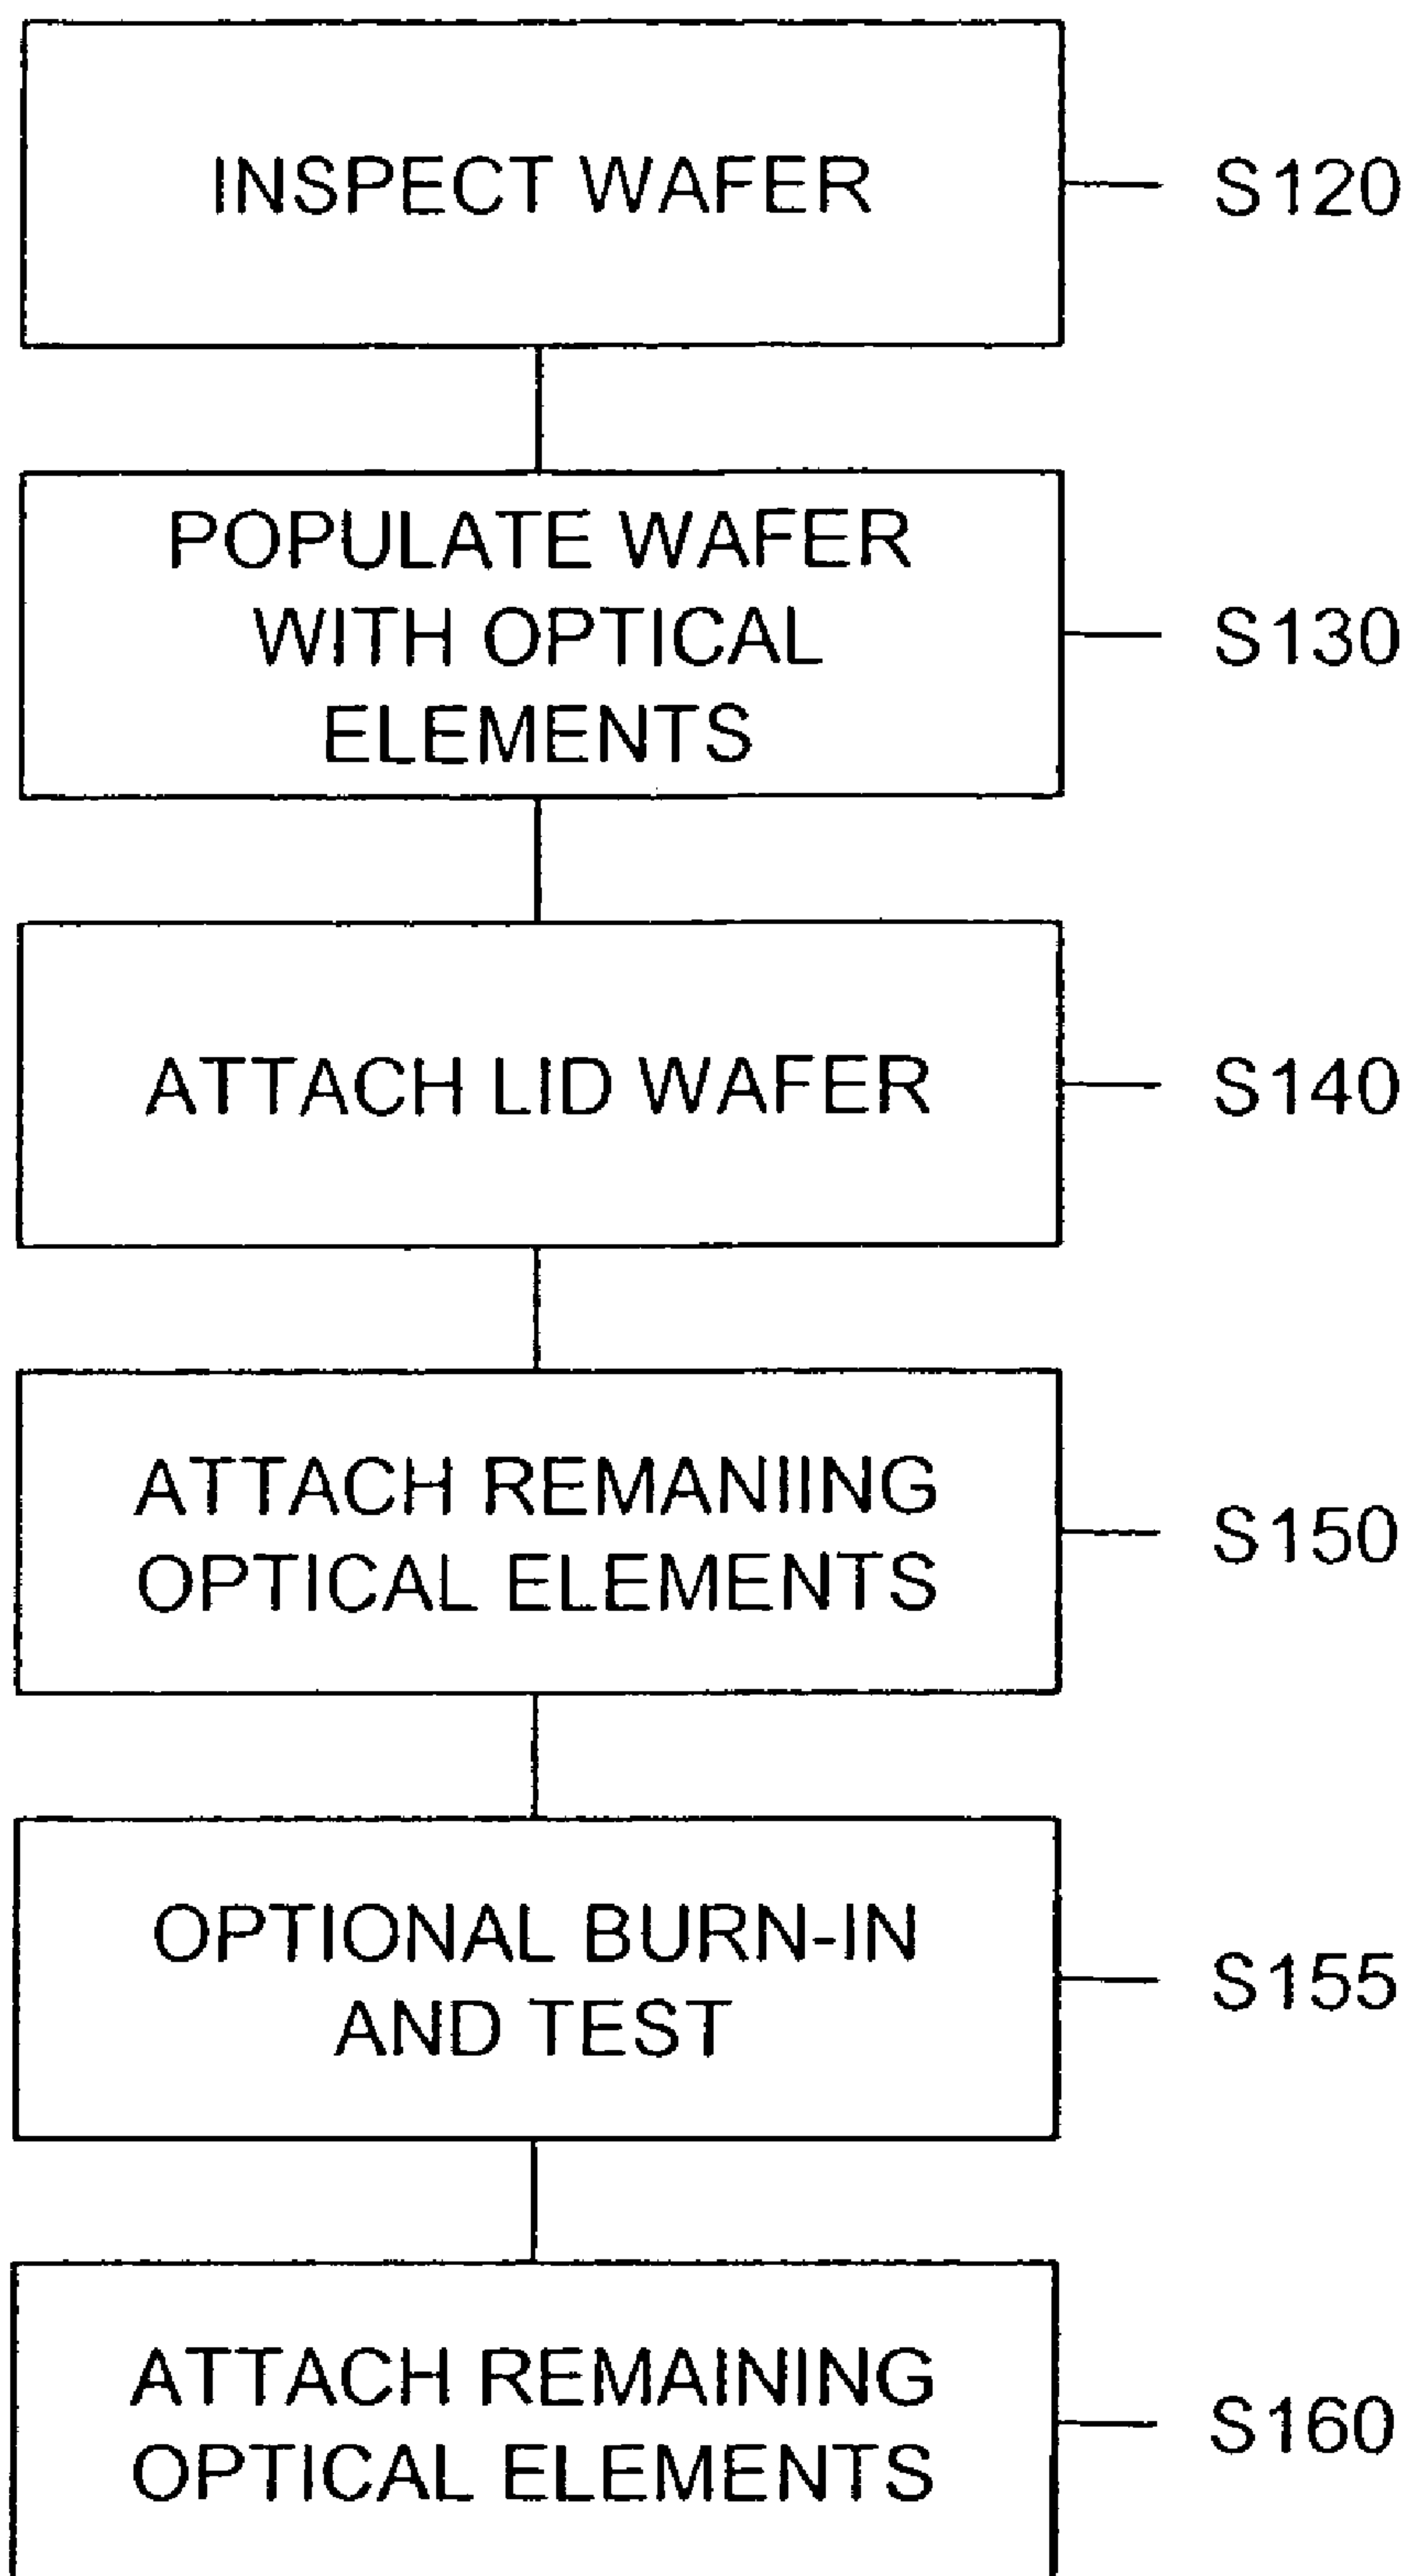 INSPECT WAFER
S120
POPULATE WAFER
WITH OPTICAL
ELEMENTS
S130
ATTACH LID WAFER
S140
ATTACH REMANIING
OPTICAL ELEMENTS
S150
OPTIONAL BURN-IN
AND TEST
S155
ATTACH REMAINING
OPTICAL ELEMENTS
S160